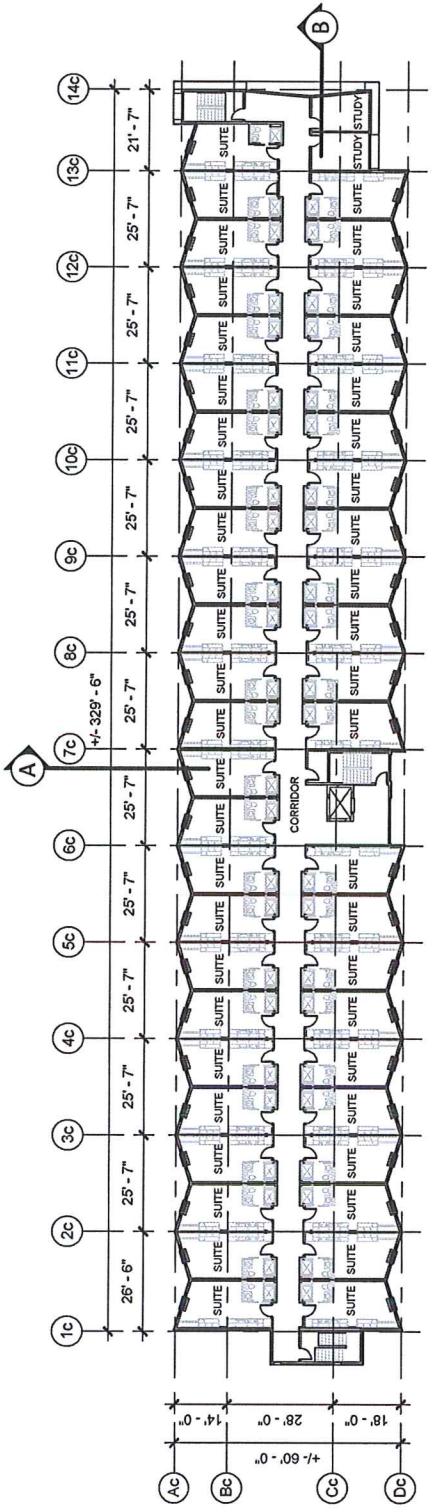 A
B
1c 2c 3c 4c 5c 6c 7c 8c 9c 10c 11c 12c 13c 14c
+/- 329' - 6"
26' - 6" 25' - 7" 25' - 7" 25' - 7" 25' - 7" 25' - 7" 25' - 7" 25' - 7" 25' - 7" 25' - 7" 25' - 7" 25' - 7" 21' - 7"
Ac
Bc
Cc
Dc
14' - 0"
28' - 0"
18' - 0"
+/- 60' - 0"
SUITE SUITE SUITE SUITE SUITE SUITE SUITE SUITE SUITE SUITE SUITE SUITE SUITE SUITE SUITE SUITE SUITE SUITE SUITE SUITE SUITE SUITE SUITE SUITE SUITE
CORRIDOR
SUITE SUITE SUITE SUITE SUITE SUITE SUITE SUITE SUITE SUITE SUITE SUITE SUITE SUITE SUITE SUITE SUITE SUITE SUITE SUITE SUITE SUITE STUDY STUDY